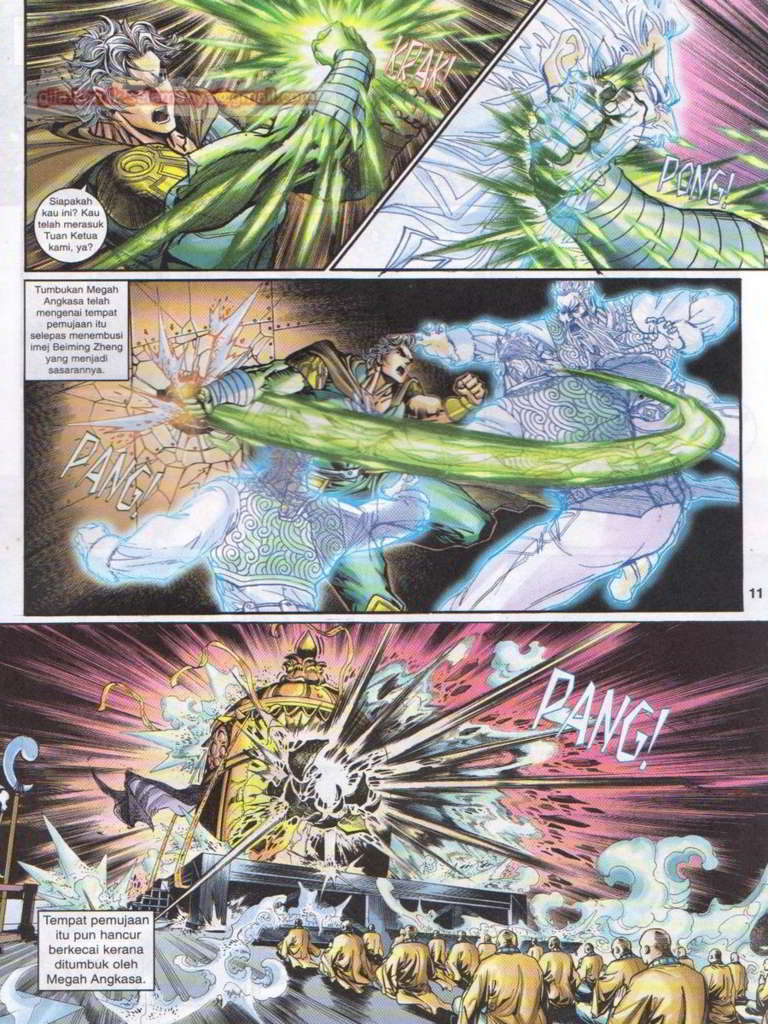 KRAK!
Siapakah
kau ini? Kau
telah merasuk
Tuan Ketua
kami, ya?
PONG!
Tumbukan Megah
Angkasa telah
mengenai tempat
pemujaan itu
selepas menembusi
imej Beiming Zheng
yang menjadi
sasarannya.
PANG!
11
PANG!
Tempat pemujaan
itu pun hancur
berkecai kerana
ditumbuk oleh
Megah Angkasa.